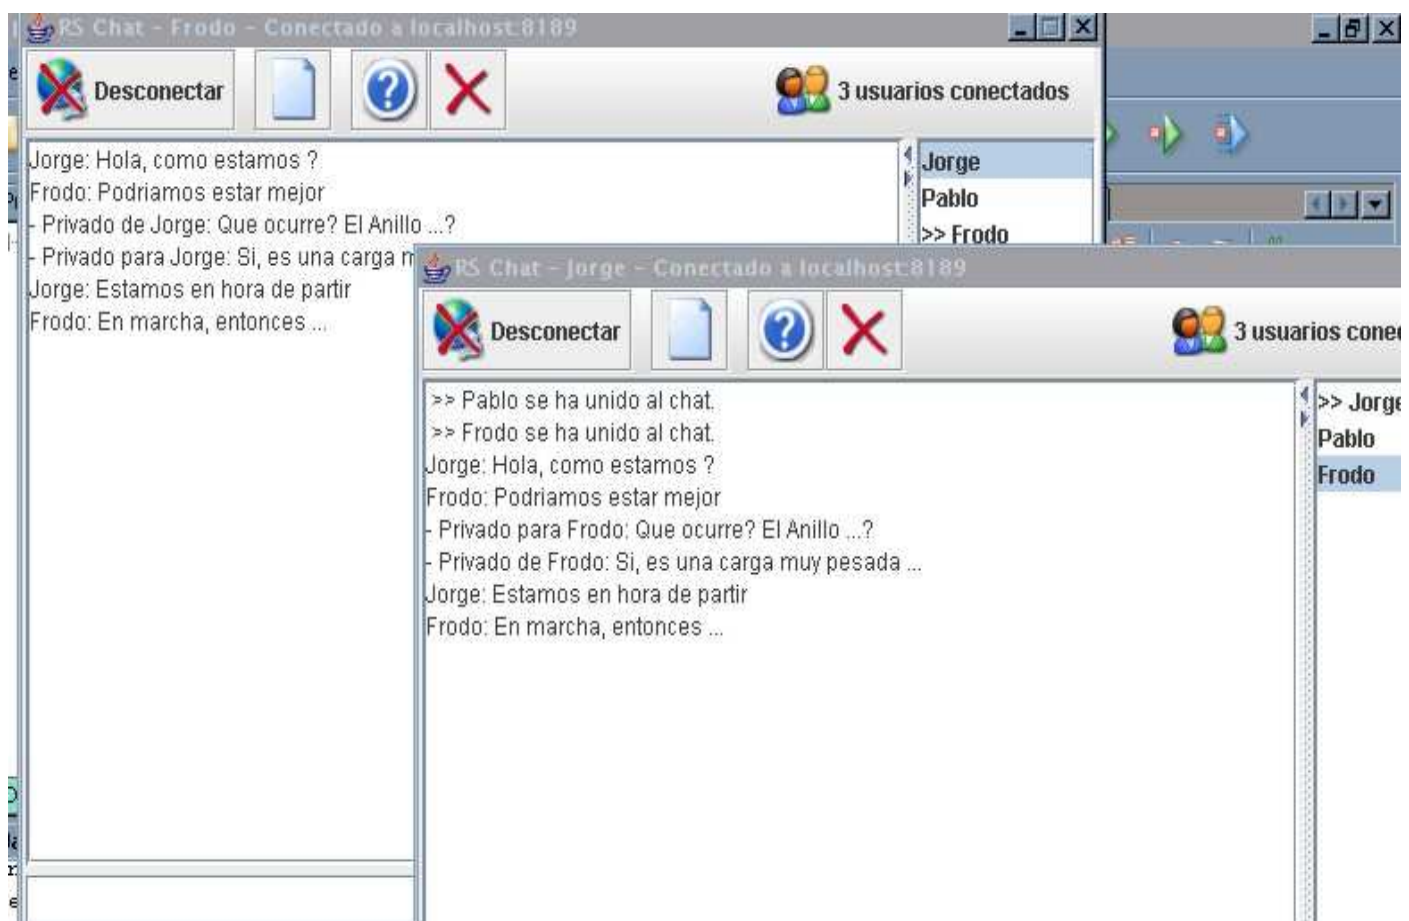 RS Chat - Frodo - Conectado a localhost:8189
Desconectar
3 usuarios conectados
Jorge: Hola, como estamos ?
Frodo: Podriamos estar mejor
- Privado de Jorge: Que ocurre? El Anillo ...?
- Privado para Jorge: Si, es una carga
Jorge: Estamos en hora de partir
Frodo: En marcha, entonces ...
Jorge
Pablo
>> Frodo
RS Chat - Jorge - Conectado a localhost:8189
Desconectar
3 usuarios
>> Pablo se ha unido al chat.
>> Frodo se ha unido al chat.
Jorge: Hola, como estamos ?
Frodo: Podriamos estar mejor
- Privado para Frodo: Que ocurre? El Anillo ...?
- Privado de Frodo: Si, es una carga muy pesada ...
Jorge: Estamos en hora de partir
Frodo: En marcha, entonces ...
>> Jorge
Pablo
Frodo